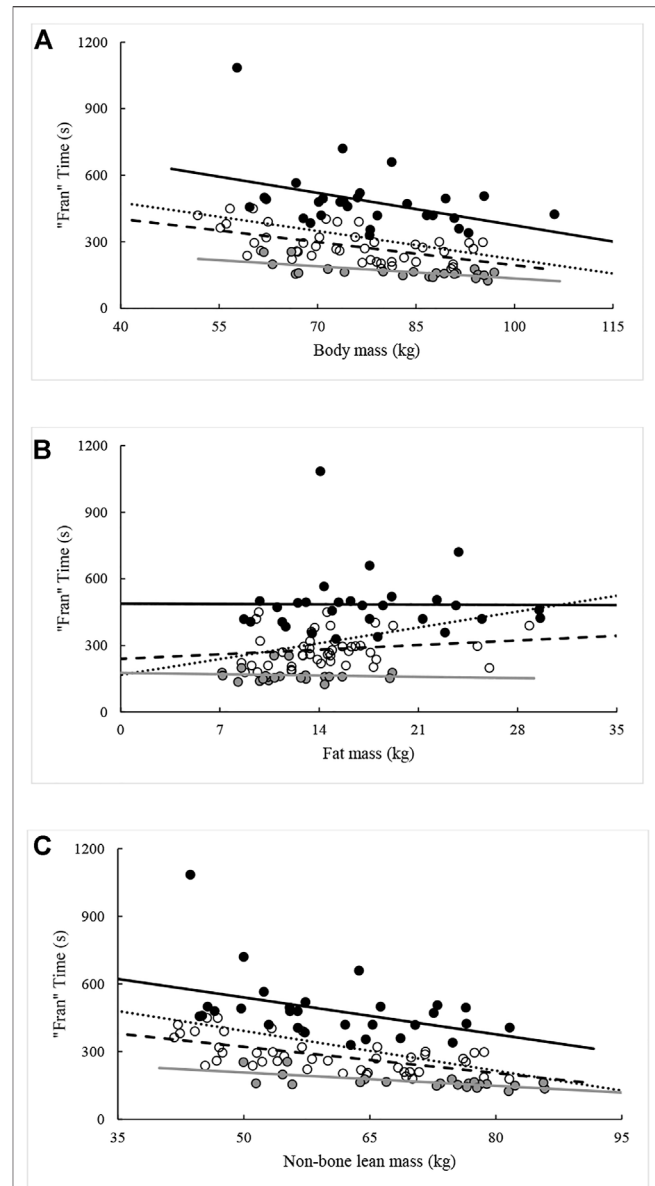 A
1200
900
600
300
0
"Fran" Time (s)
40 55 70 85 100 115
Body mass (kg)
B
1200
900
600
300
0
"Fran" Time (s)
0 7 14 21 28 35
Fat mass (kg)
C
1200
900
600
300
0
"Fran" Time (s)
35 50 65 80 95
Non-bone lean mass (kg)